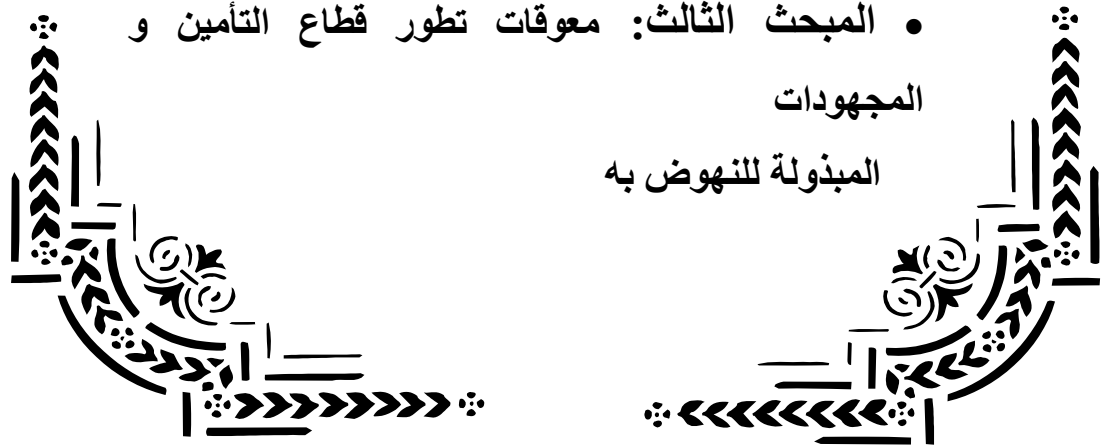 • المبحث الثالث: معوقات تطور قطاع التأمين و
المجهودات
المبذولة للنهوض به